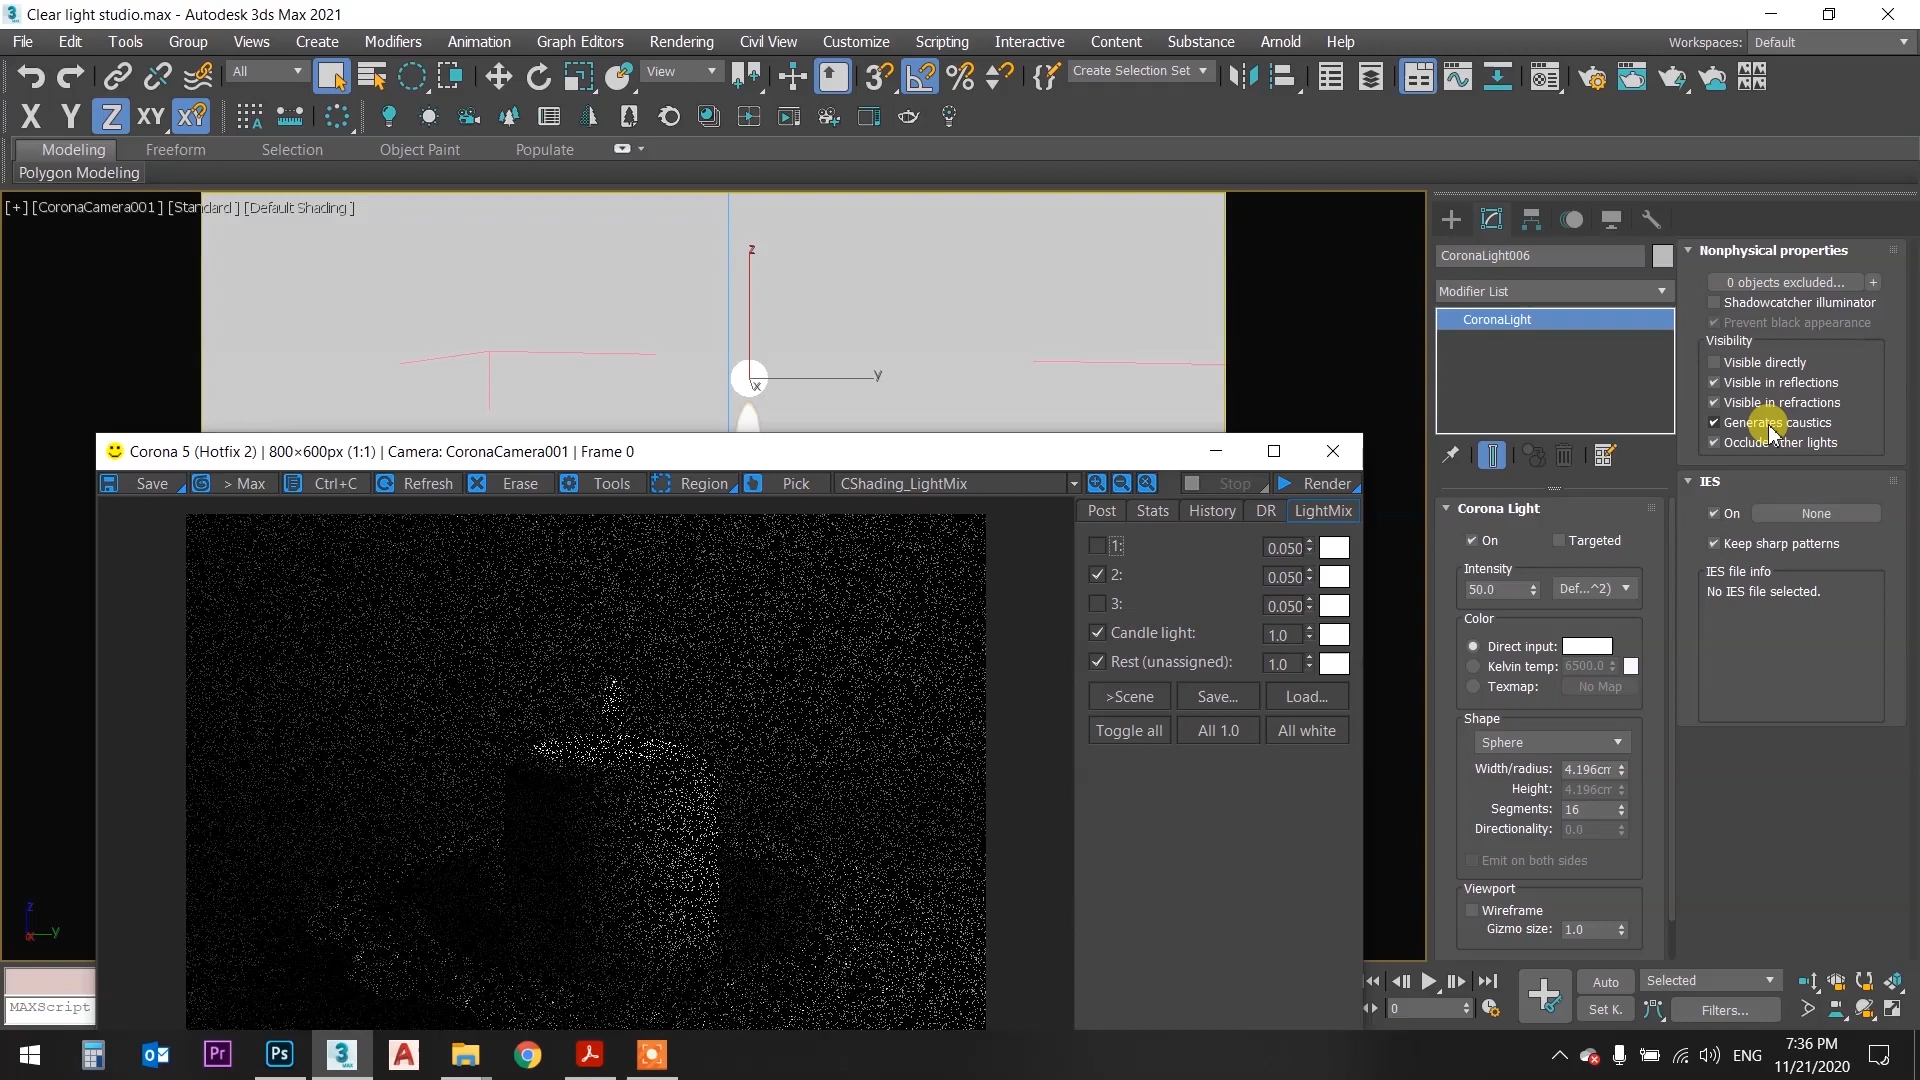 Clear light studio.max - Autodesk 3ds Max 2021
File Edit Tools Group Views Create Modifiers Animation Graph Editors Rendering Civil View Customize Scripting Interactive Content Substance Arnold Help Workspaces: Default
All View Create Selection Set
X Y Z XY
Modeling Freeform Selection Object Paint Populate
Polygon Modeling
[+] [CoronaCamera001] [Standard] [Default Shading]
z
y
x
Corona 5 (Hotfix 2) | 800×600px (1:1) | Camera: CoronaCamera001 | Frame 0
Save > Max Ctrl+C Refresh Erase Tools Region Pick CShading_LightMix Stop Render
Post Stats History DR LightMix
1: 0.050
2: 0.050
3: 0.050
Candle light: 1.0
Rest (unassigned): 1.0
>Scene Save... Load...
Toggle all All 1.0 All white
CoronaLight006
Modifier List
CoronaLight
Corona Light
On Targeted
Intensity
50.0 Def...^2)
Color
Direct input:
Kelvin temp: 6500.0
Texmap: No Map
Shape
Sphere
Width/radius: 4.196cm
Height: 4.196cm
Segments: 16
Directionality: 0.0
Emit on both sides
Viewport
Wireframe
Gizmo size: 1.0
Nonphysical properties
0 objects excluded... +
Shadowcatcher illuminator
Prevent black appearance
Visibility
Visible directly
Visible in reflections
Visible in refractions
Generates caustics
Occlude other lights
IES
On None
Keep sharp patterns
IES file info
No IES file selected.
z
x y
MAXScript
Auto Selected
0 Set K. Filters...
Pr Ps 3 MAX
ENG 7:36 PM
11/21/2020